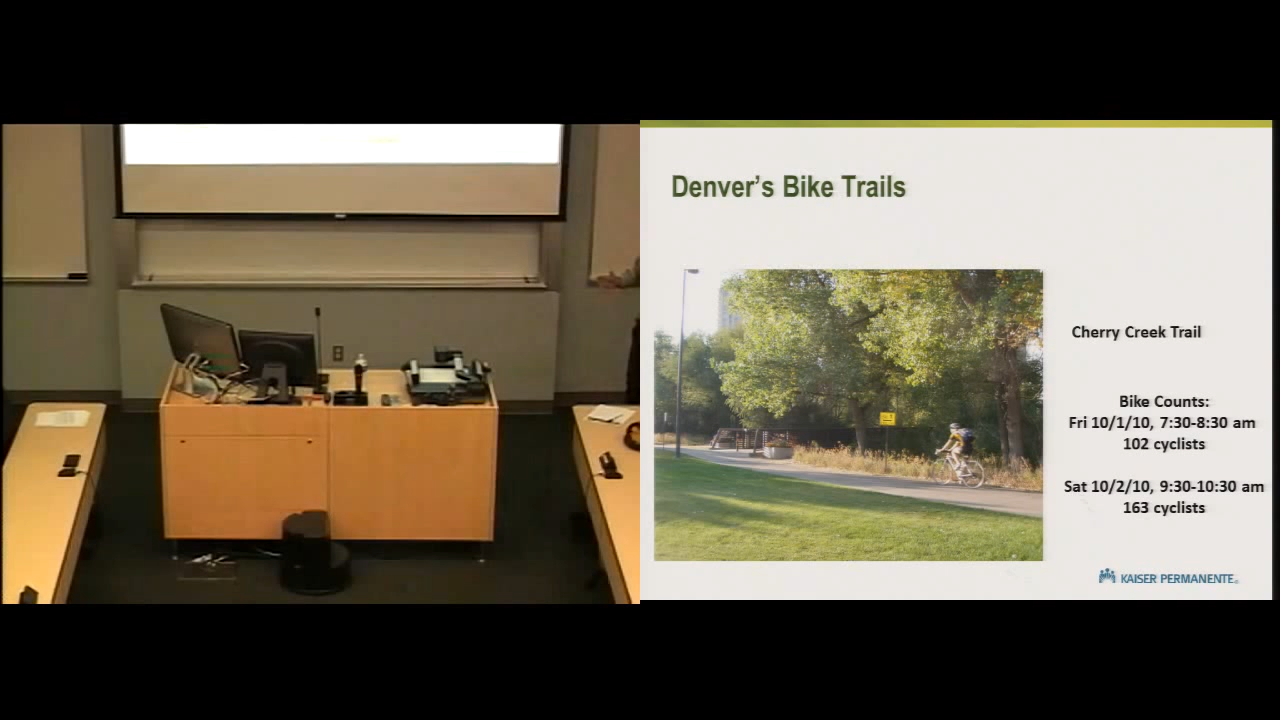 Denver's Bike Trails
Cherry Creek Trail
Bike Counts:
Fri 10/1/10, 7:30-8:30 am
102 cyclists
Sat 10/2/10, 9:30-10:30 am
163 cyclists
KAISER PERMANENTE®